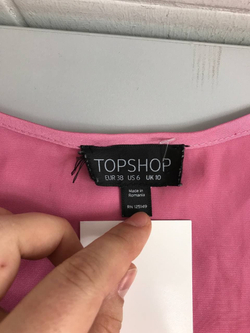 TOPSHOP
EUR 38 US 6 UK 10
Made in
Romania